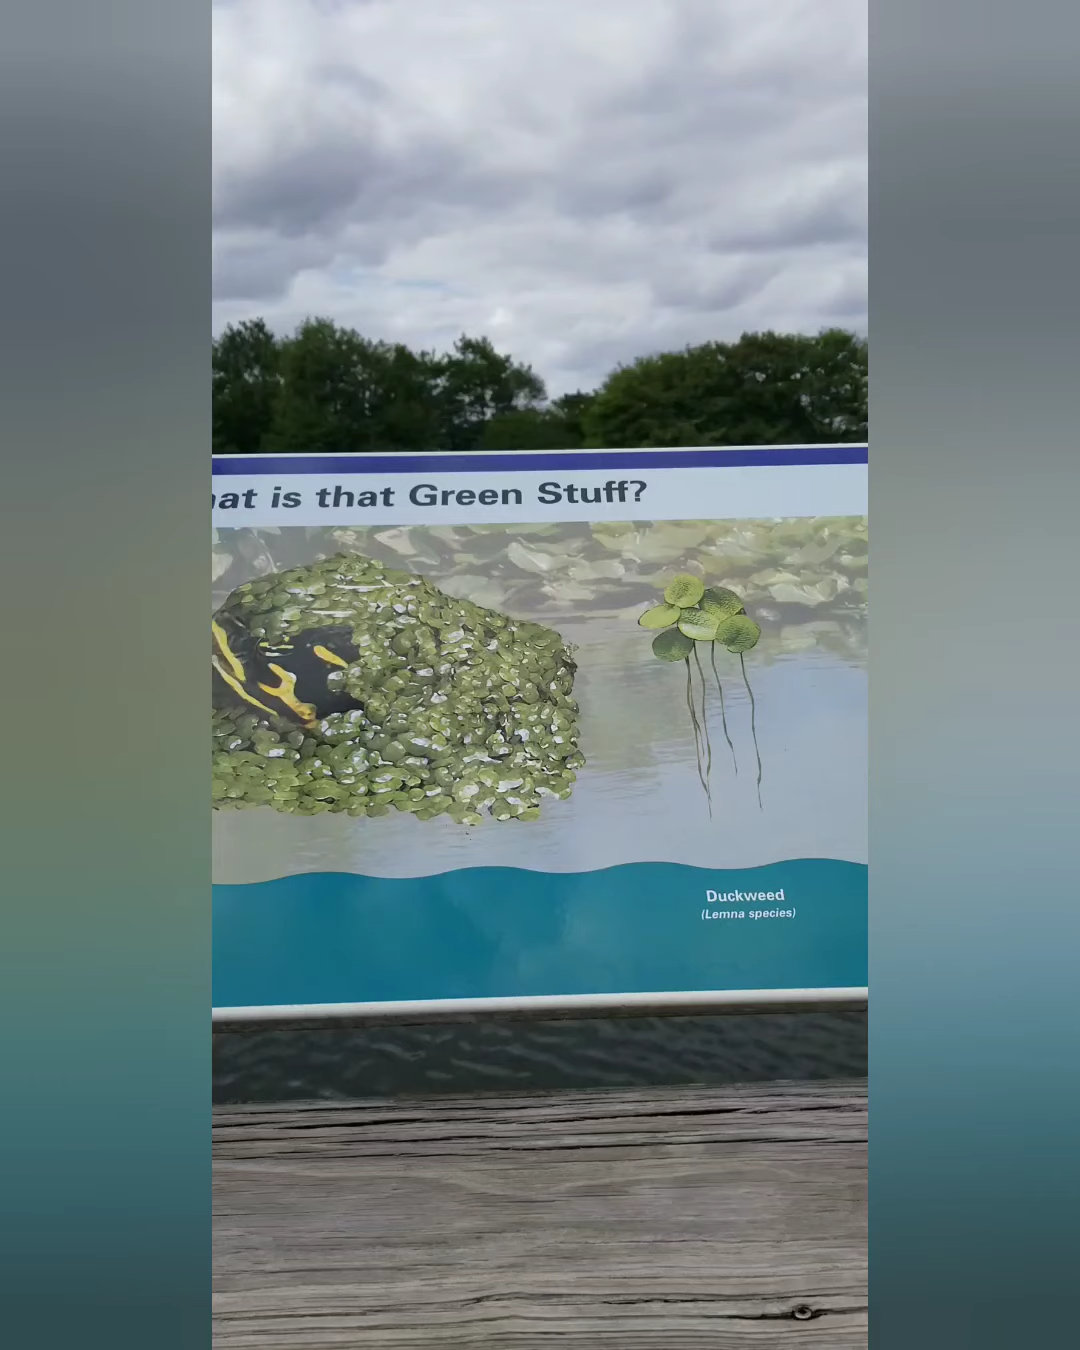 at is that Green Stuff?
Duckweed
(Lemna species)